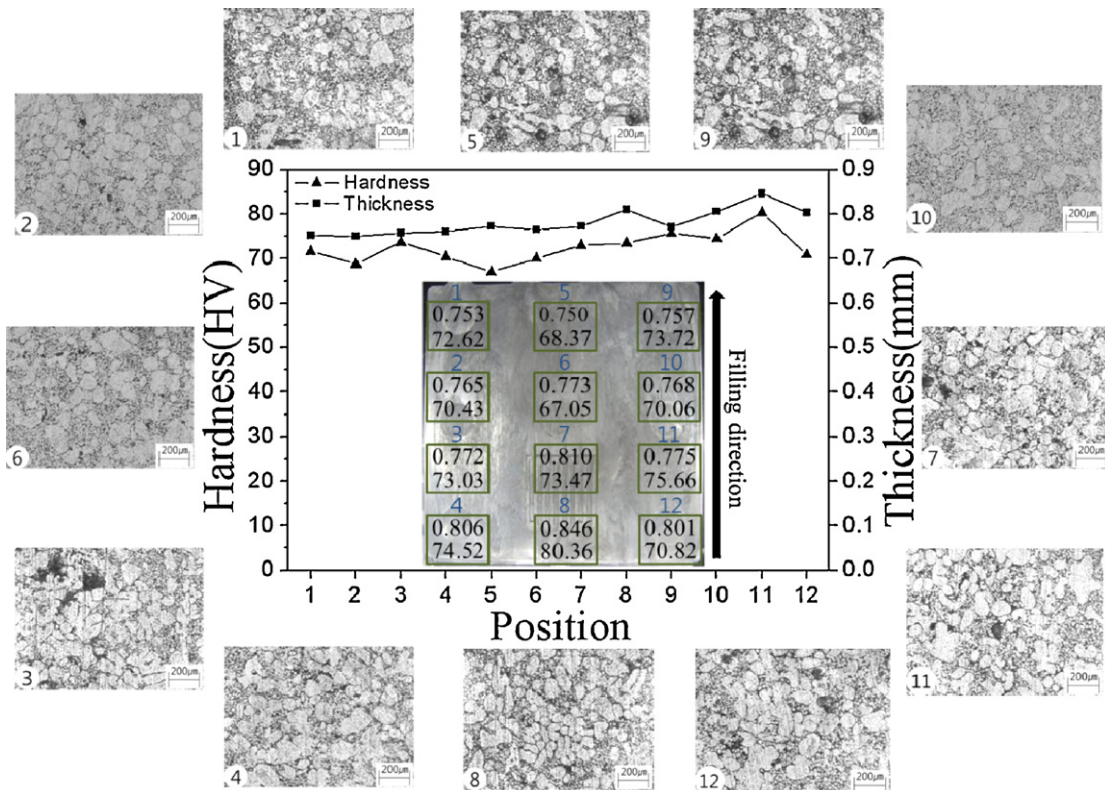 1
200μm
5
200μm
9
200μm
2
200μm
10
200μm
6
200μm
7
200μm
3
200μm
11
200μm
4
200μm
8
200μm
12
200μm
Hardness
Thickness
Hardness(HV)
90
80
70
60
50
40
30
20
10
0
Thickness(mm)
0.9
0.8
0.7
0.6
0.5
0.4
0.3
0.2
0.1
0.0
1 5 9
0.753 0.750 0.757
72.62 68.37 73.72
2 6 10
0.765 0.773 0.768
70.43 67.05 70.06
3 7 11
0.772 0.810 0.775
73.03 73.47 75.66
4 8 12
0.806 0.846 0.801
74.52 80.36 70.82
Filling direction
1 2 3 4 5 6 7 8 9 10 11 12
Position